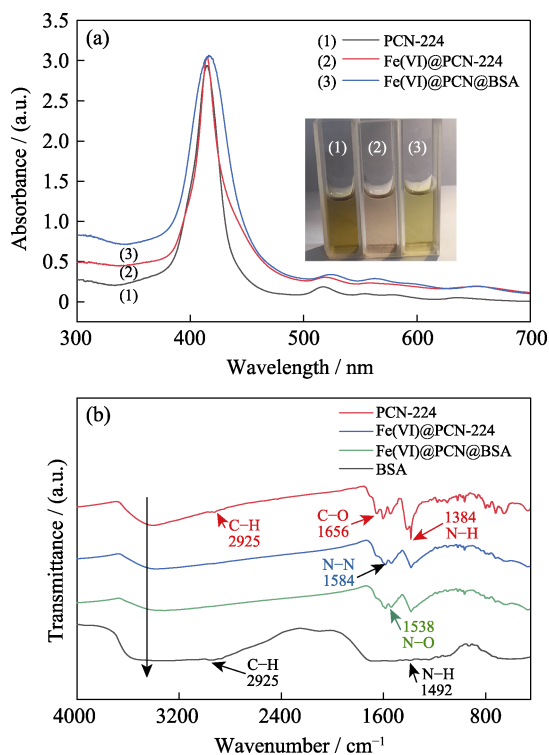 (a)
(1) PCN-224
(2) Fe(VI)@PCN-224
(3) Fe(VI)@PCN@BSA
3.5
3.0
2.5
2.0
1.5
1.0
0.5
0
Absorbance / (a.u.)
(1) (2) (3)
(3)
(2)
(1)
300 400 500 600 700
Wavelength / nm
(b)
PCN-224
Fe(VI)@PCN-224
Fe(VI)@PCN@BSA
BSA
Transmittance / (a.u.)
C−H
2925
C−O
1656
1384
N−H
N−N
1584
1538
N−O
C−H
2925
N−H
1492
4000 3200 2400 1600 800
Wavenumber / cm⁻¹